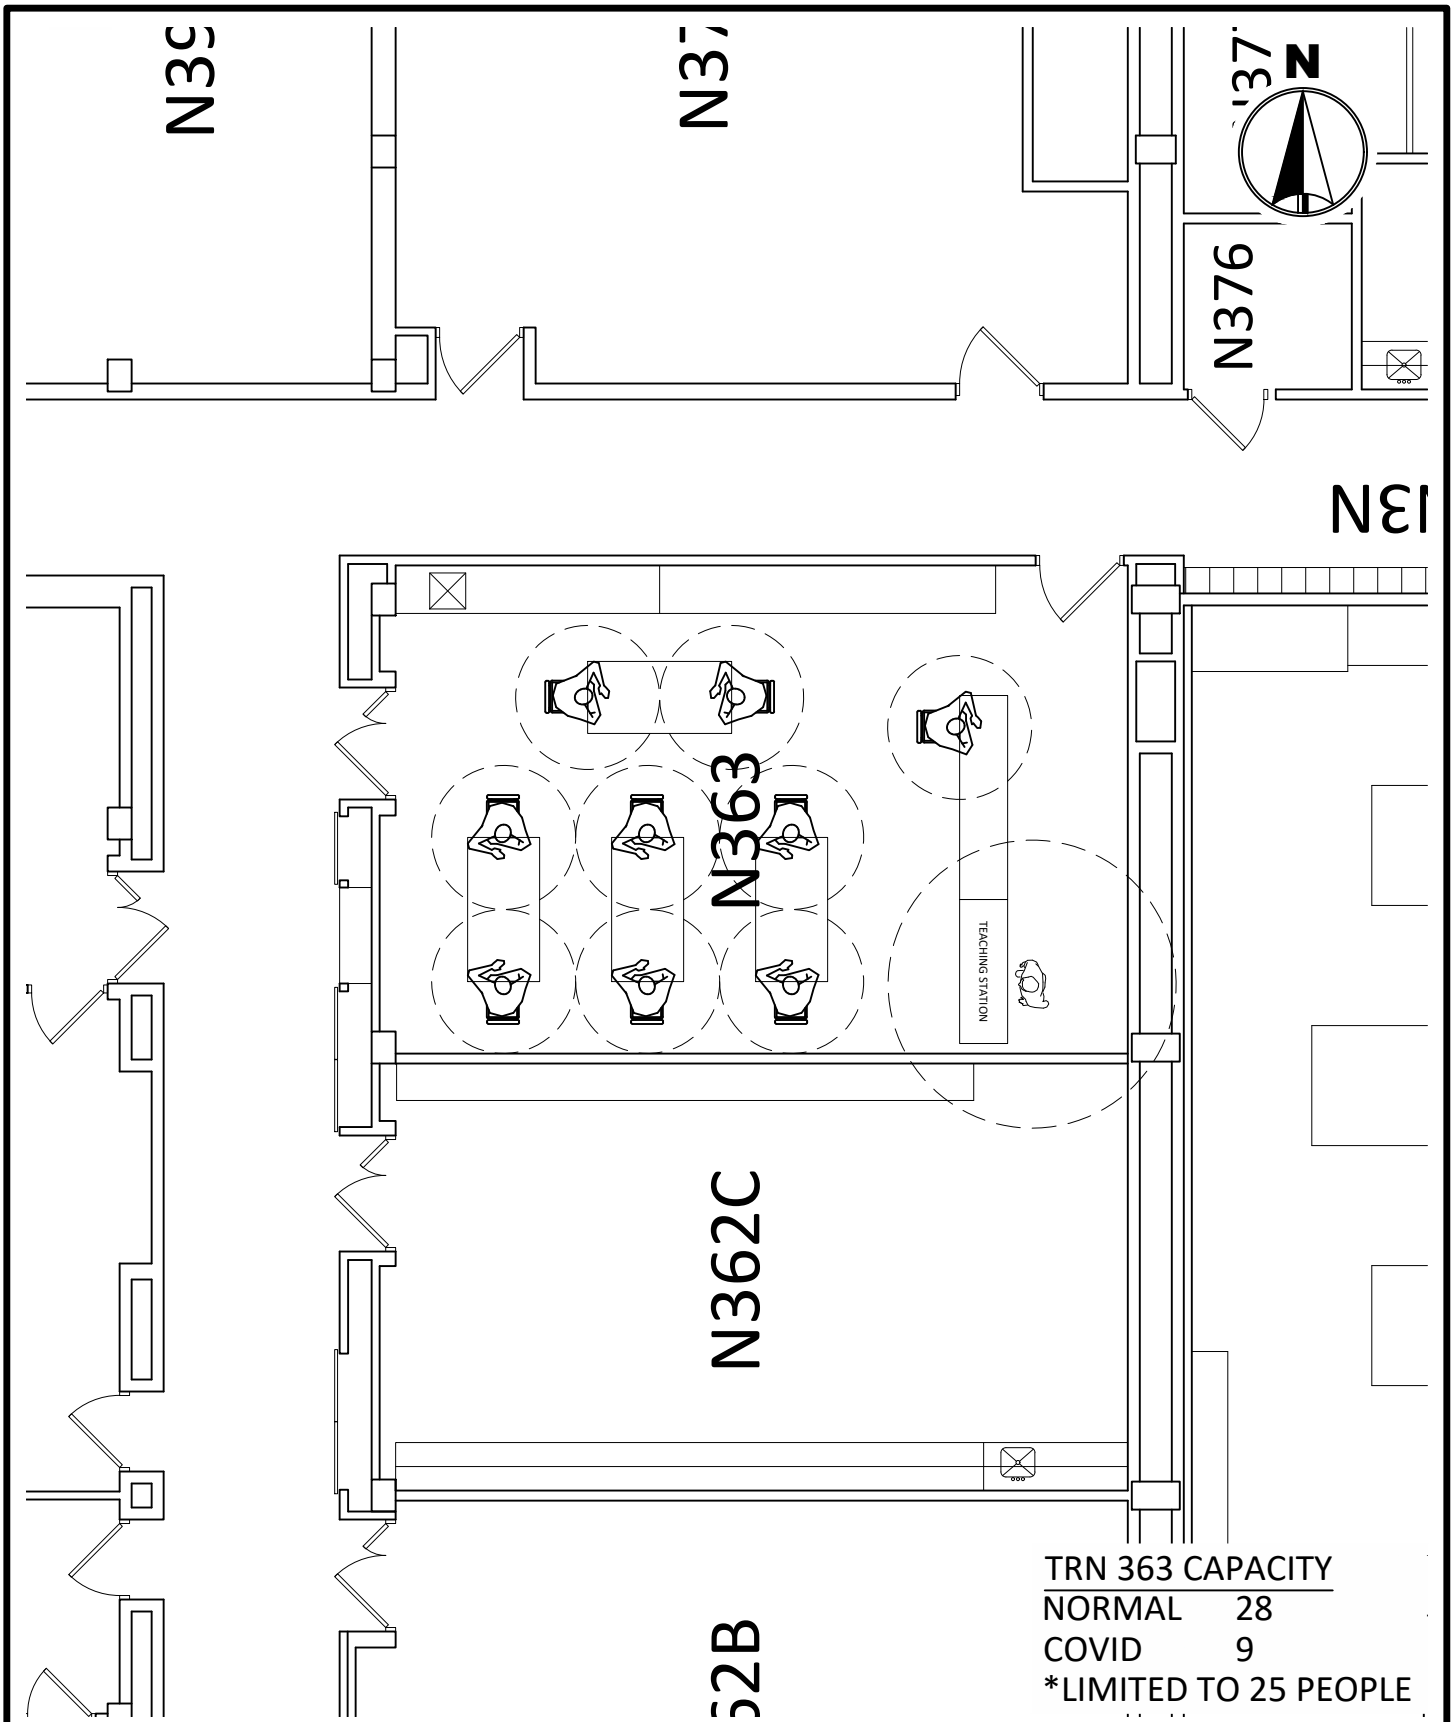 N
N376
N363
TEACHING STATION
N362C
TRN 363 CAPACITY
NORMAL 28
COVID 9
*LIMITED TO 25 PEOPLE